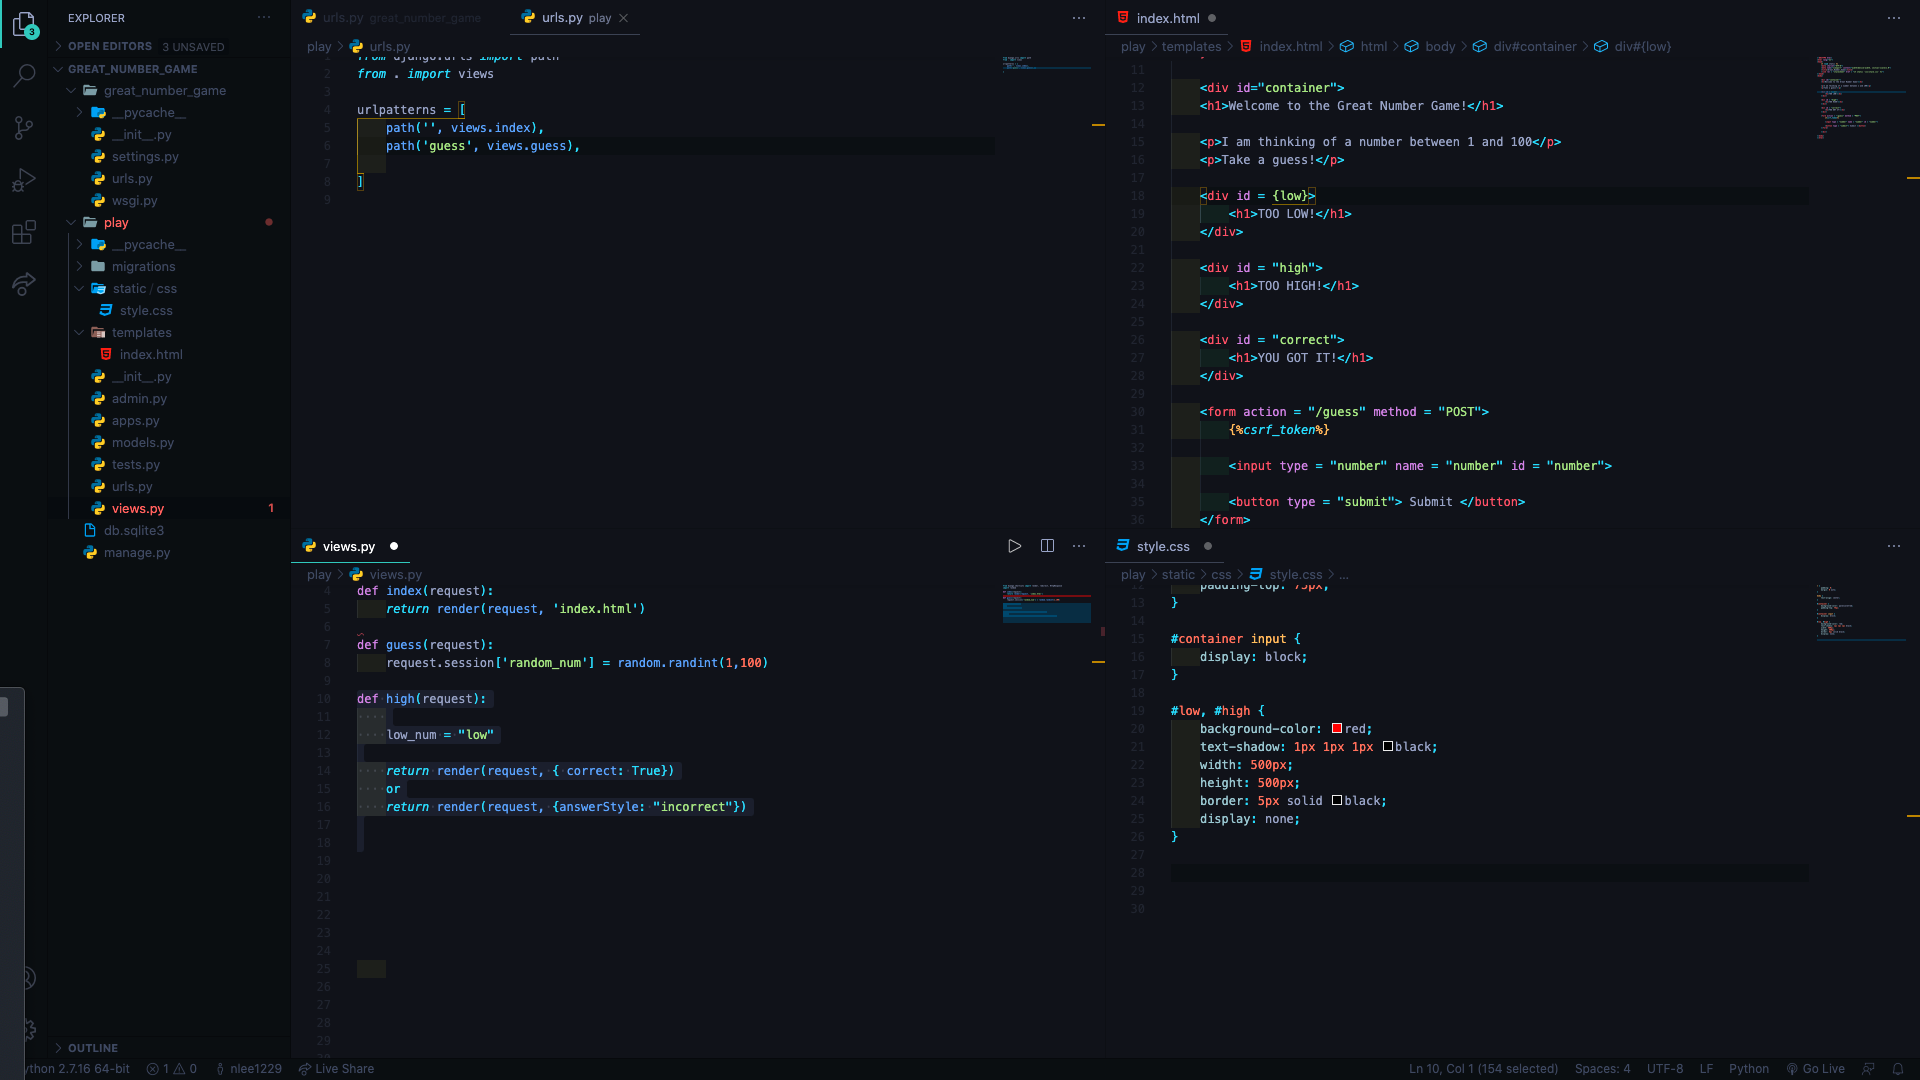 EXPLORER
OPEN EDITORS 3 UNSAVED
GREAT_NUMBER_GAME
great_number_game
__pycache__
__init__.py
settings.py
urls.py
wsgi.py
play
__pycache__
migrations
static / css
style.css
templates
index.html
__init__.py
admin.py
apps.py
models.py
tests.py
urls.py
views.py 1
db.sqlite3
manage.py
OUTLINE
3
urls.py great_number_game
urls.py play
play > urls.py
from django.urls import path
2 from . import views
3
4 urlpatterns = [
5 path('', views.index),
6 path('guess', views.guess),
7
8 ]
9
index.html
play > templates > index.html > html > body > div#container > div#{low}
11
12 <div id="container">
13 <h1>Welcome to the Great Number Game!</h1>
14
15 <p>I am thinking of a number between 1 and 100</p>
16 <p>Take a guess!</p>
17
18 <div id = {low}>
19 <h1>TOO LOW!</h1>
20 </div>
21
22 <div id = "high">
23 <h1>TOO HIGH!</h1>
24 </div>
25
26 <div id = "correct">
27 <h1>YOU GOT IT!</h1>
28 </div>
29
30 <form action = "/guess" method = "POST">
31 {%csrf_token%}
32
33 <input type = "number" name = "number" id = "number">
34
35 <button type = "submit"> Submit </button>
36 </form>
views.py
play > views.py
4 def index(request):
5 return render(request, 'index.html')
6
7 def guess(request):
8 request.session['random_num'] = random.randint(1,100)
9
10 def high(request):
11
12 low_num = "low"
13
14 return render(request, { correct: True})
15 or
16 return render(request, {answerStyle: "incorrect"})
17
18
19
20
21
22
23
24
25
26
27
28
29
style.css
play > static > css > style.css > ...
12 padding-top: 75px;
13 }
14
15 #container input {
16 display: block;
17 }
18
19 #low, #high {
20 background-color: red;
21 text-shadow: 1px 1px 1px black;
22 width: 500px;
23 height: 500px;
24 border: 5px solid black;
25 display: none;
26 }
27
28
29
30
ython 2.7.16 64-bit 1 0 nlee1229 Live Share
Ln 10, Col 1 (154 selected) Spaces: 4 UTF-8 LF Python Go Live